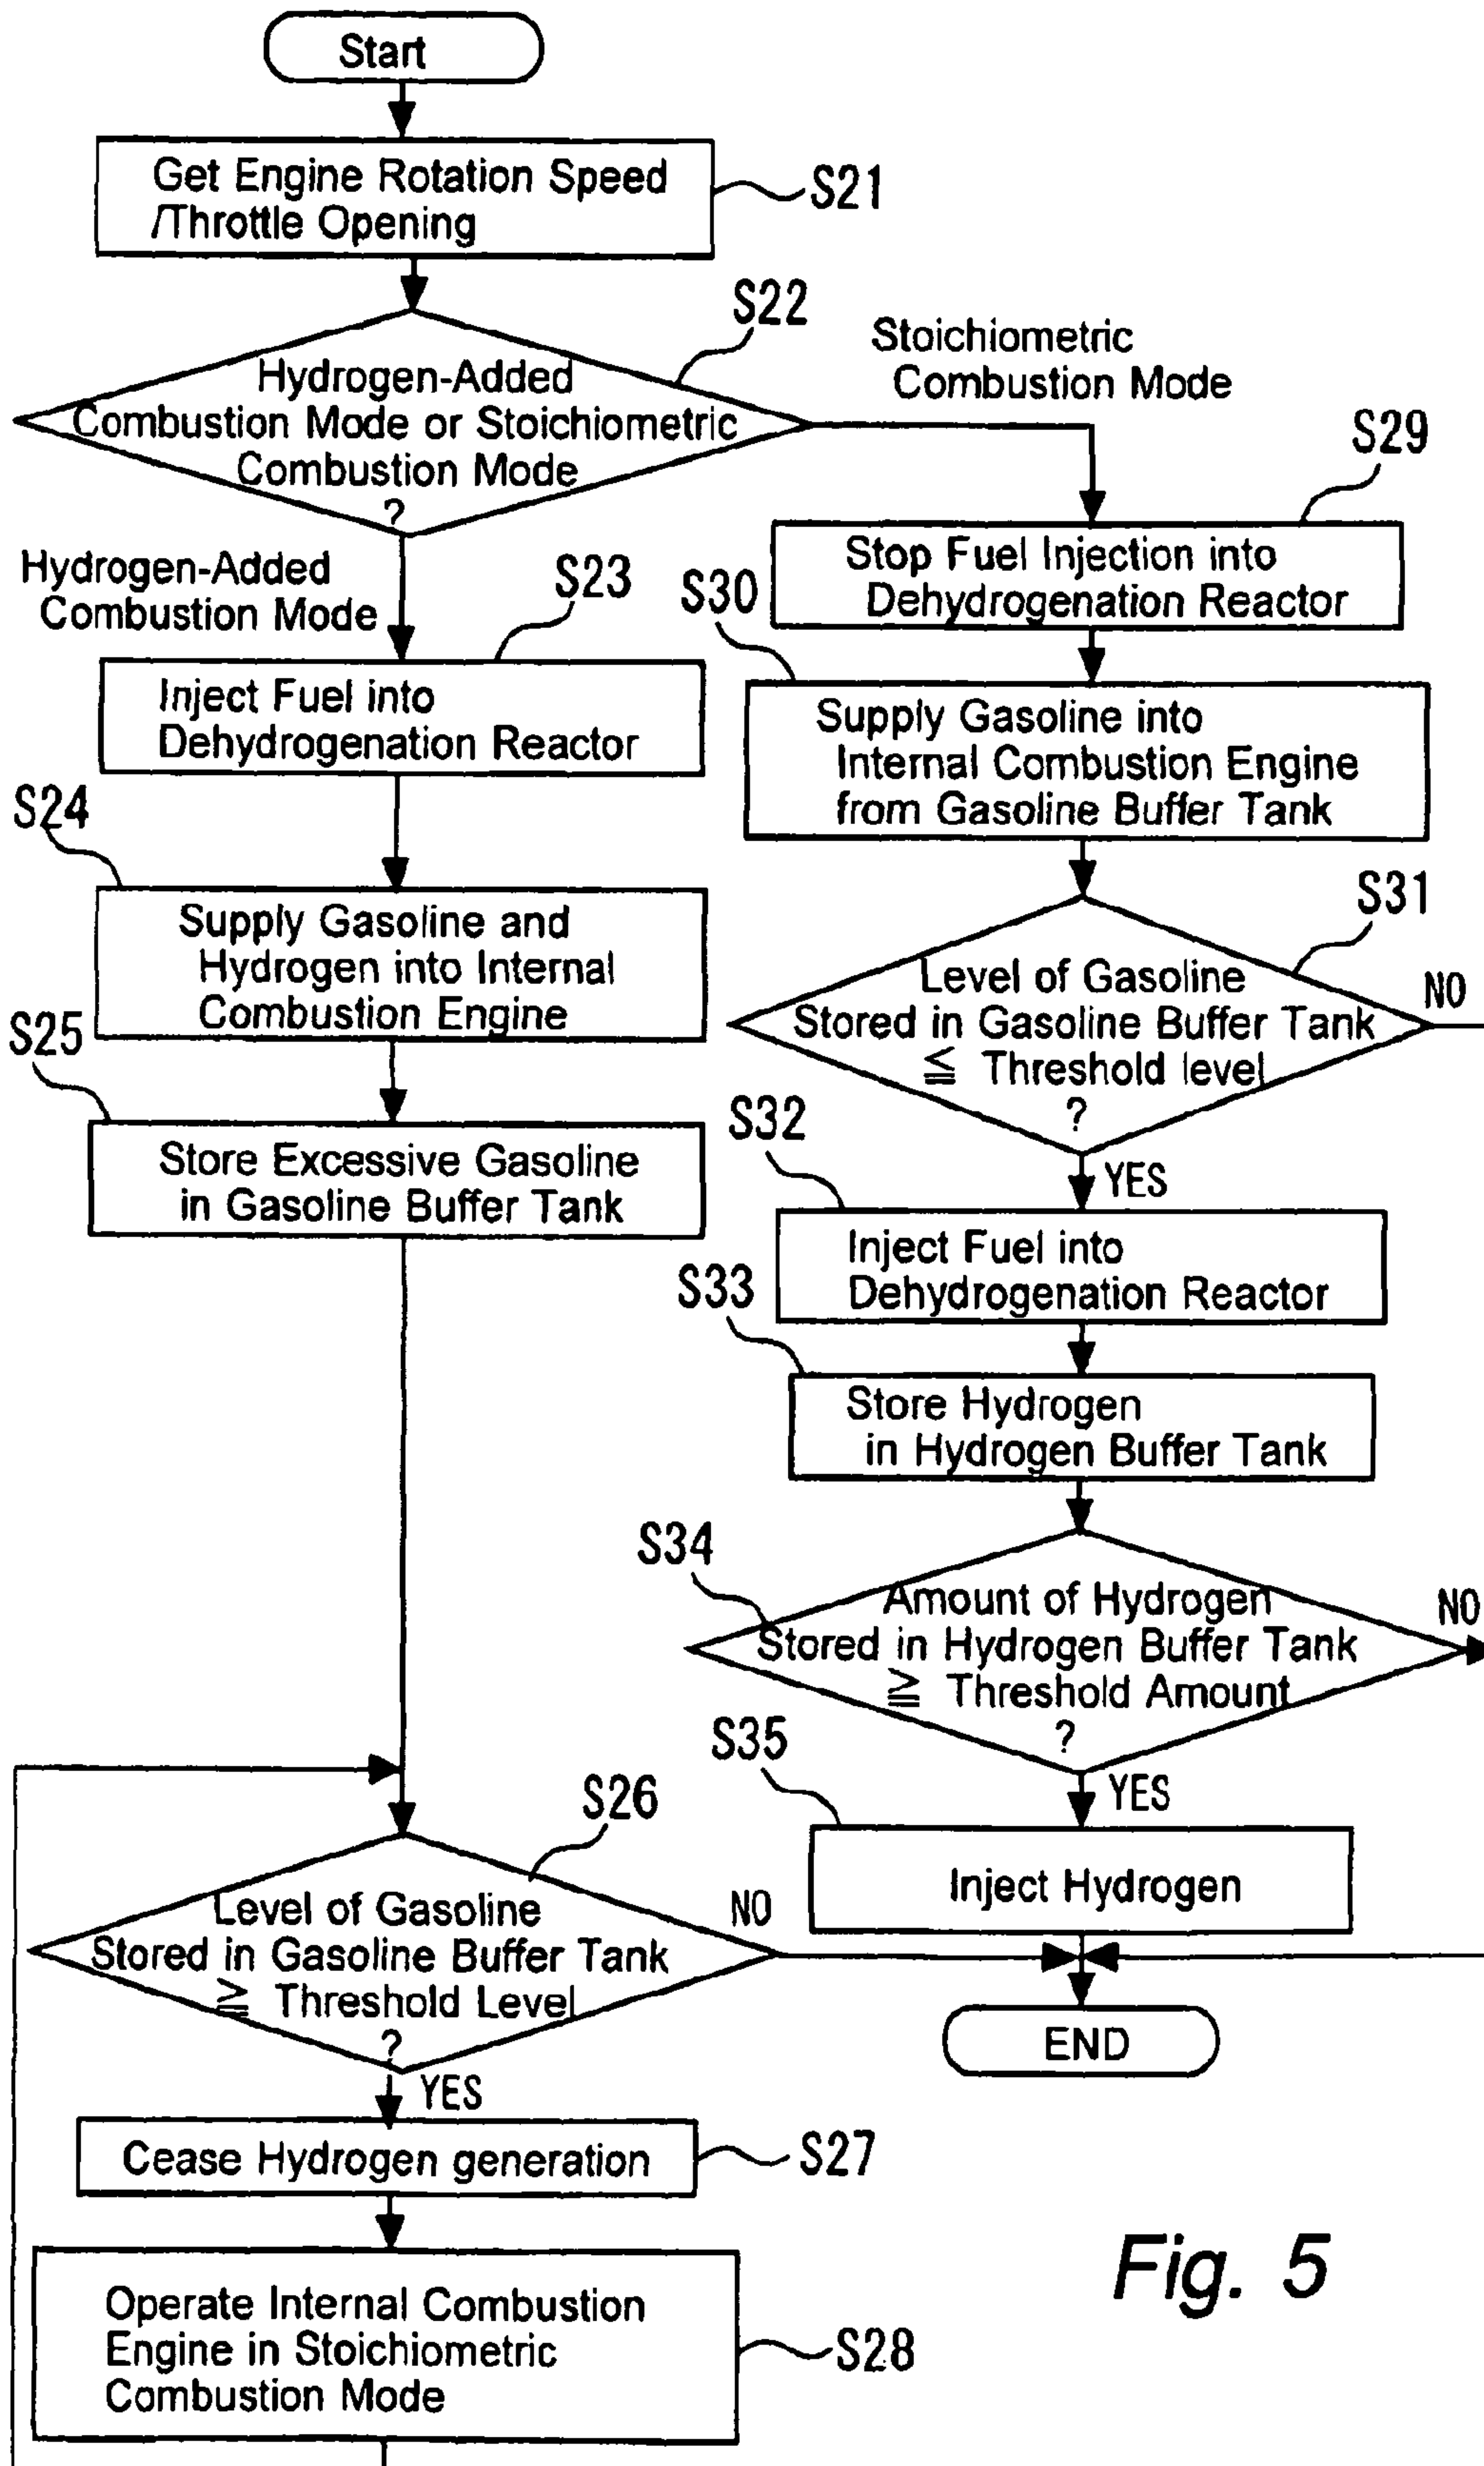 Start
Get Engine Rotation Speed
/Throttle Opening
S21
S22
Hydrogen-Added
Combustion Mode or Stoichiometric
Combustion Mode
?
Stoichiometric
Combustion Mode
Hydrogen-Added
Combustion Mode
S23
Inject Fuel into
Dehydrogenation Reactor
S24
Supply Gasoline and
Hydrogen into Internal
Combustion Engine
S25
Store Excessive Gasoline
in Gasoline Buffer Tank
S26
Level of Gasoline
Stored in Gasoline Buffer Tank
≧ Threshold Level
?
NO
YES
Cease Hydrogen generation
S27
Operate Internal Combustion
Engine in Stoichiometric
Combustion Mode
S28
S29
Stop Fuel Injection into
Dehydrogenation Reactor
S30
Supply Gasoline into
Internal Combustion Engine
from Gasoline Buffer Tank
S31
Level of Gasoline
Stored in Gasoline Buffer Tank
≦ Threshold level
?
NO
YES
S32
Inject Fuel into
Dehydrogenation Reactor
S33
Store Hydrogen
in Hydrogen Buffer Tank
S34
Amount of Hydrogen
Stored in Hydrogen Buffer Tank
≧ Threshold Amount
?
NO
YES
S35
Inject Hydrogen
END
Fig. 5